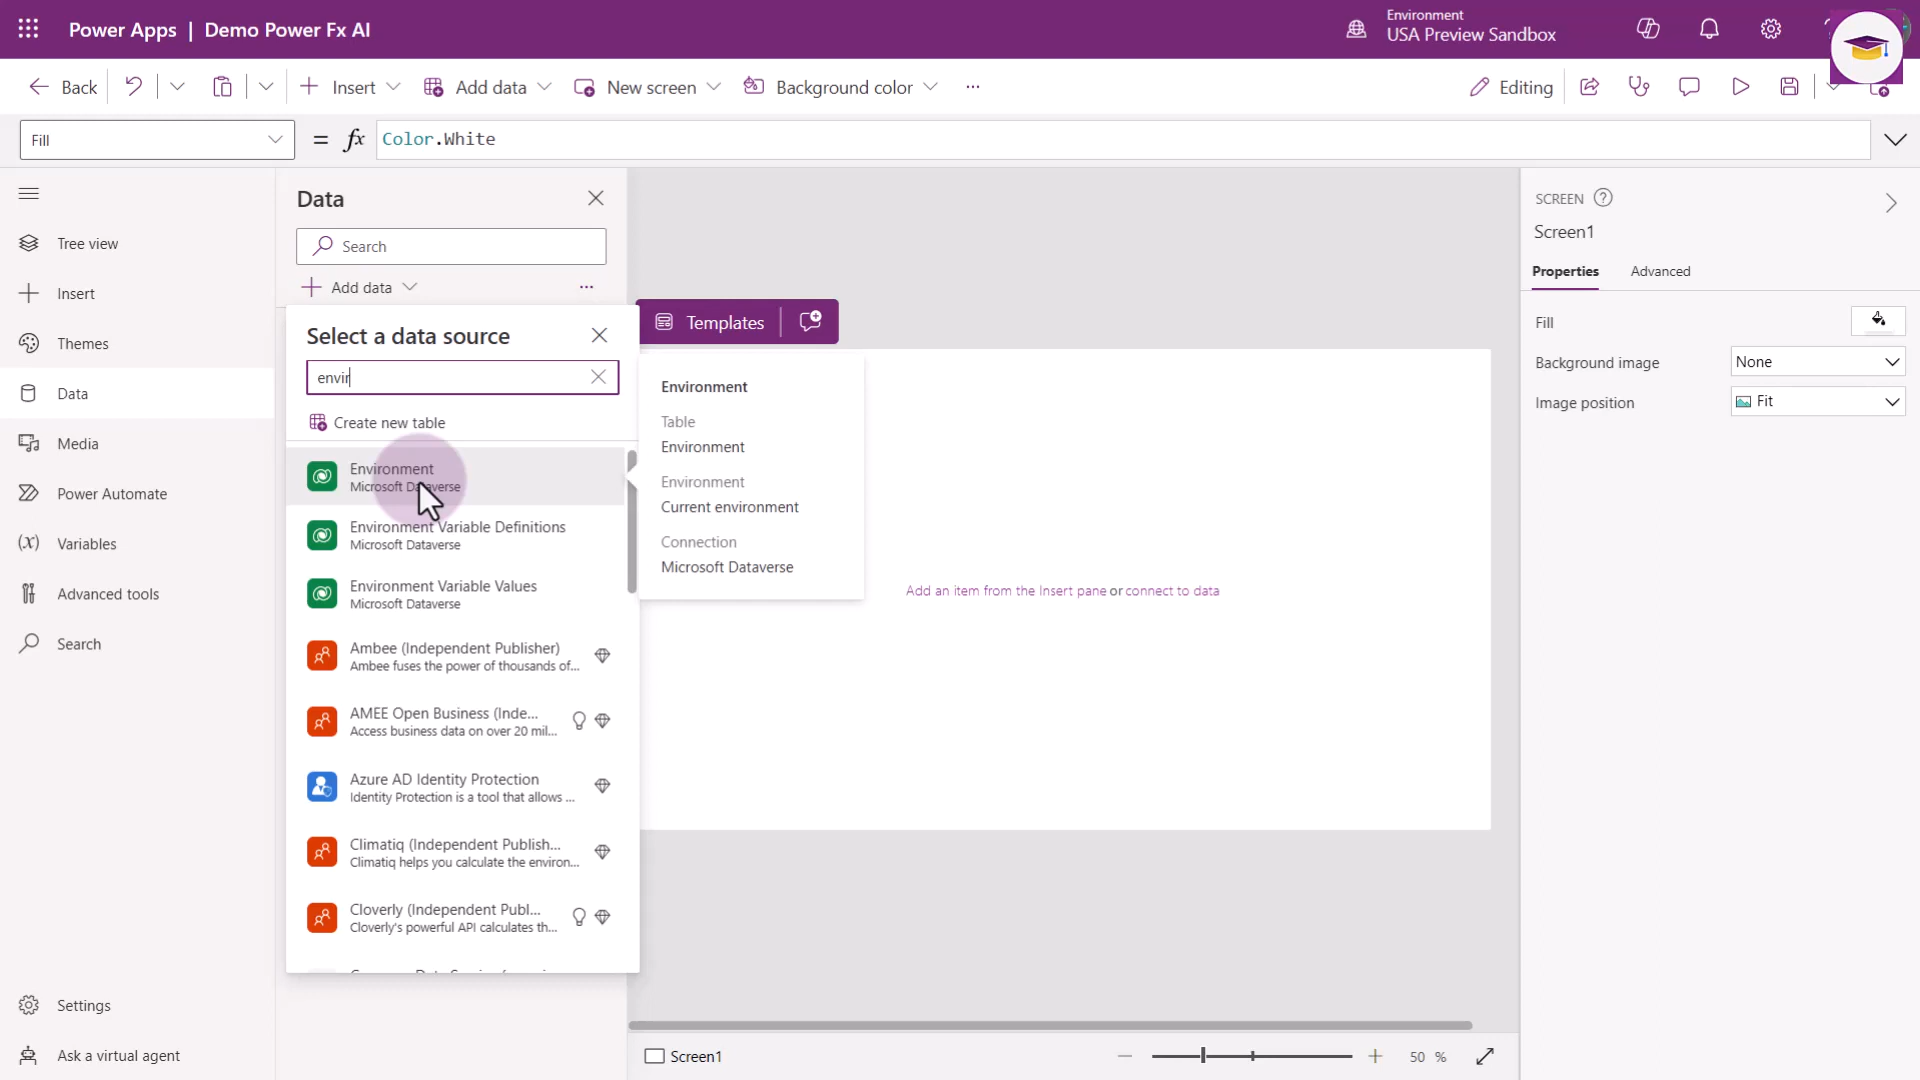 Power Apps | Demo Power Fx AI
Environment
USA Preview Sandbox
Back
Insert
Add data
New screen
Background color
...
Editing
Fill
= fx Color.White
Data
Search
Add data
...
Tree view
Insert
Themes
Data
Media
Power Automate
(x) Variables
Advanced tools
Search
Settings
Ask a virtual agent
Select a data source
envir
Create new table
Environment
Microsoft Dataverse
Environment Variable Definitions
Microsoft Dataverse
Environment Variable Values
Microsoft Dataverse
Ambee (Independent Publisher)
Ambee fuses the power of thousands of...
AMEE Open Business (Inde...
Access business data on over 20 mil...
Azure AD Identity Protection
Identity Protection is a tool that allows ...
Climatiq (Independent Publish...
Climatiq helps you calculate the environ...
Cloverly (Independent Publ...
Cloverly's powerful API calculates th...
Templates
Environment
Table
Environment
Environment
Current environment
Connection
Microsoft Dataverse
Add an item from the Insert pane or connect to data
Screen1
50 %
SCREEN
Screen1
Properties
Advanced
Fill
Background image
None
Image position
Fit